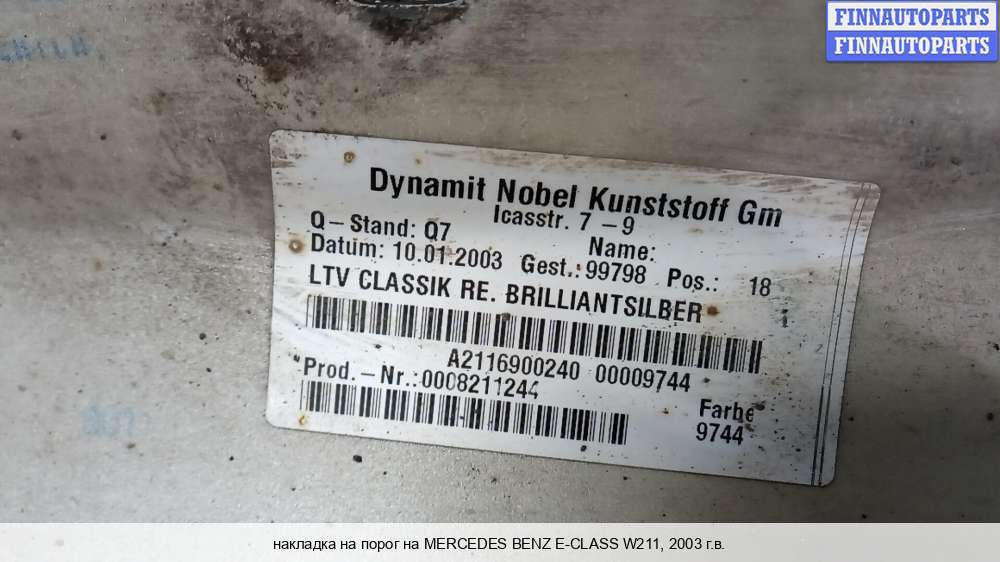 FINNAUTOPARTS
FINNAUTOPARTS
Dynamit Nobel Kunststoff Gm
Icasstr. 7-9
Q-Stand: Q7
Name:
Datum: 10.01.2003 Gest.: 99798 Pos.: 18
LTV CLASSIK RE. BRILLIANTSILBER
A2116900240 00009744
Prod.-Nr.:0008211244
Farbe
9744
накладка на порог на MERCEDES BENZ E-CLASS W211, 2003 г.в.